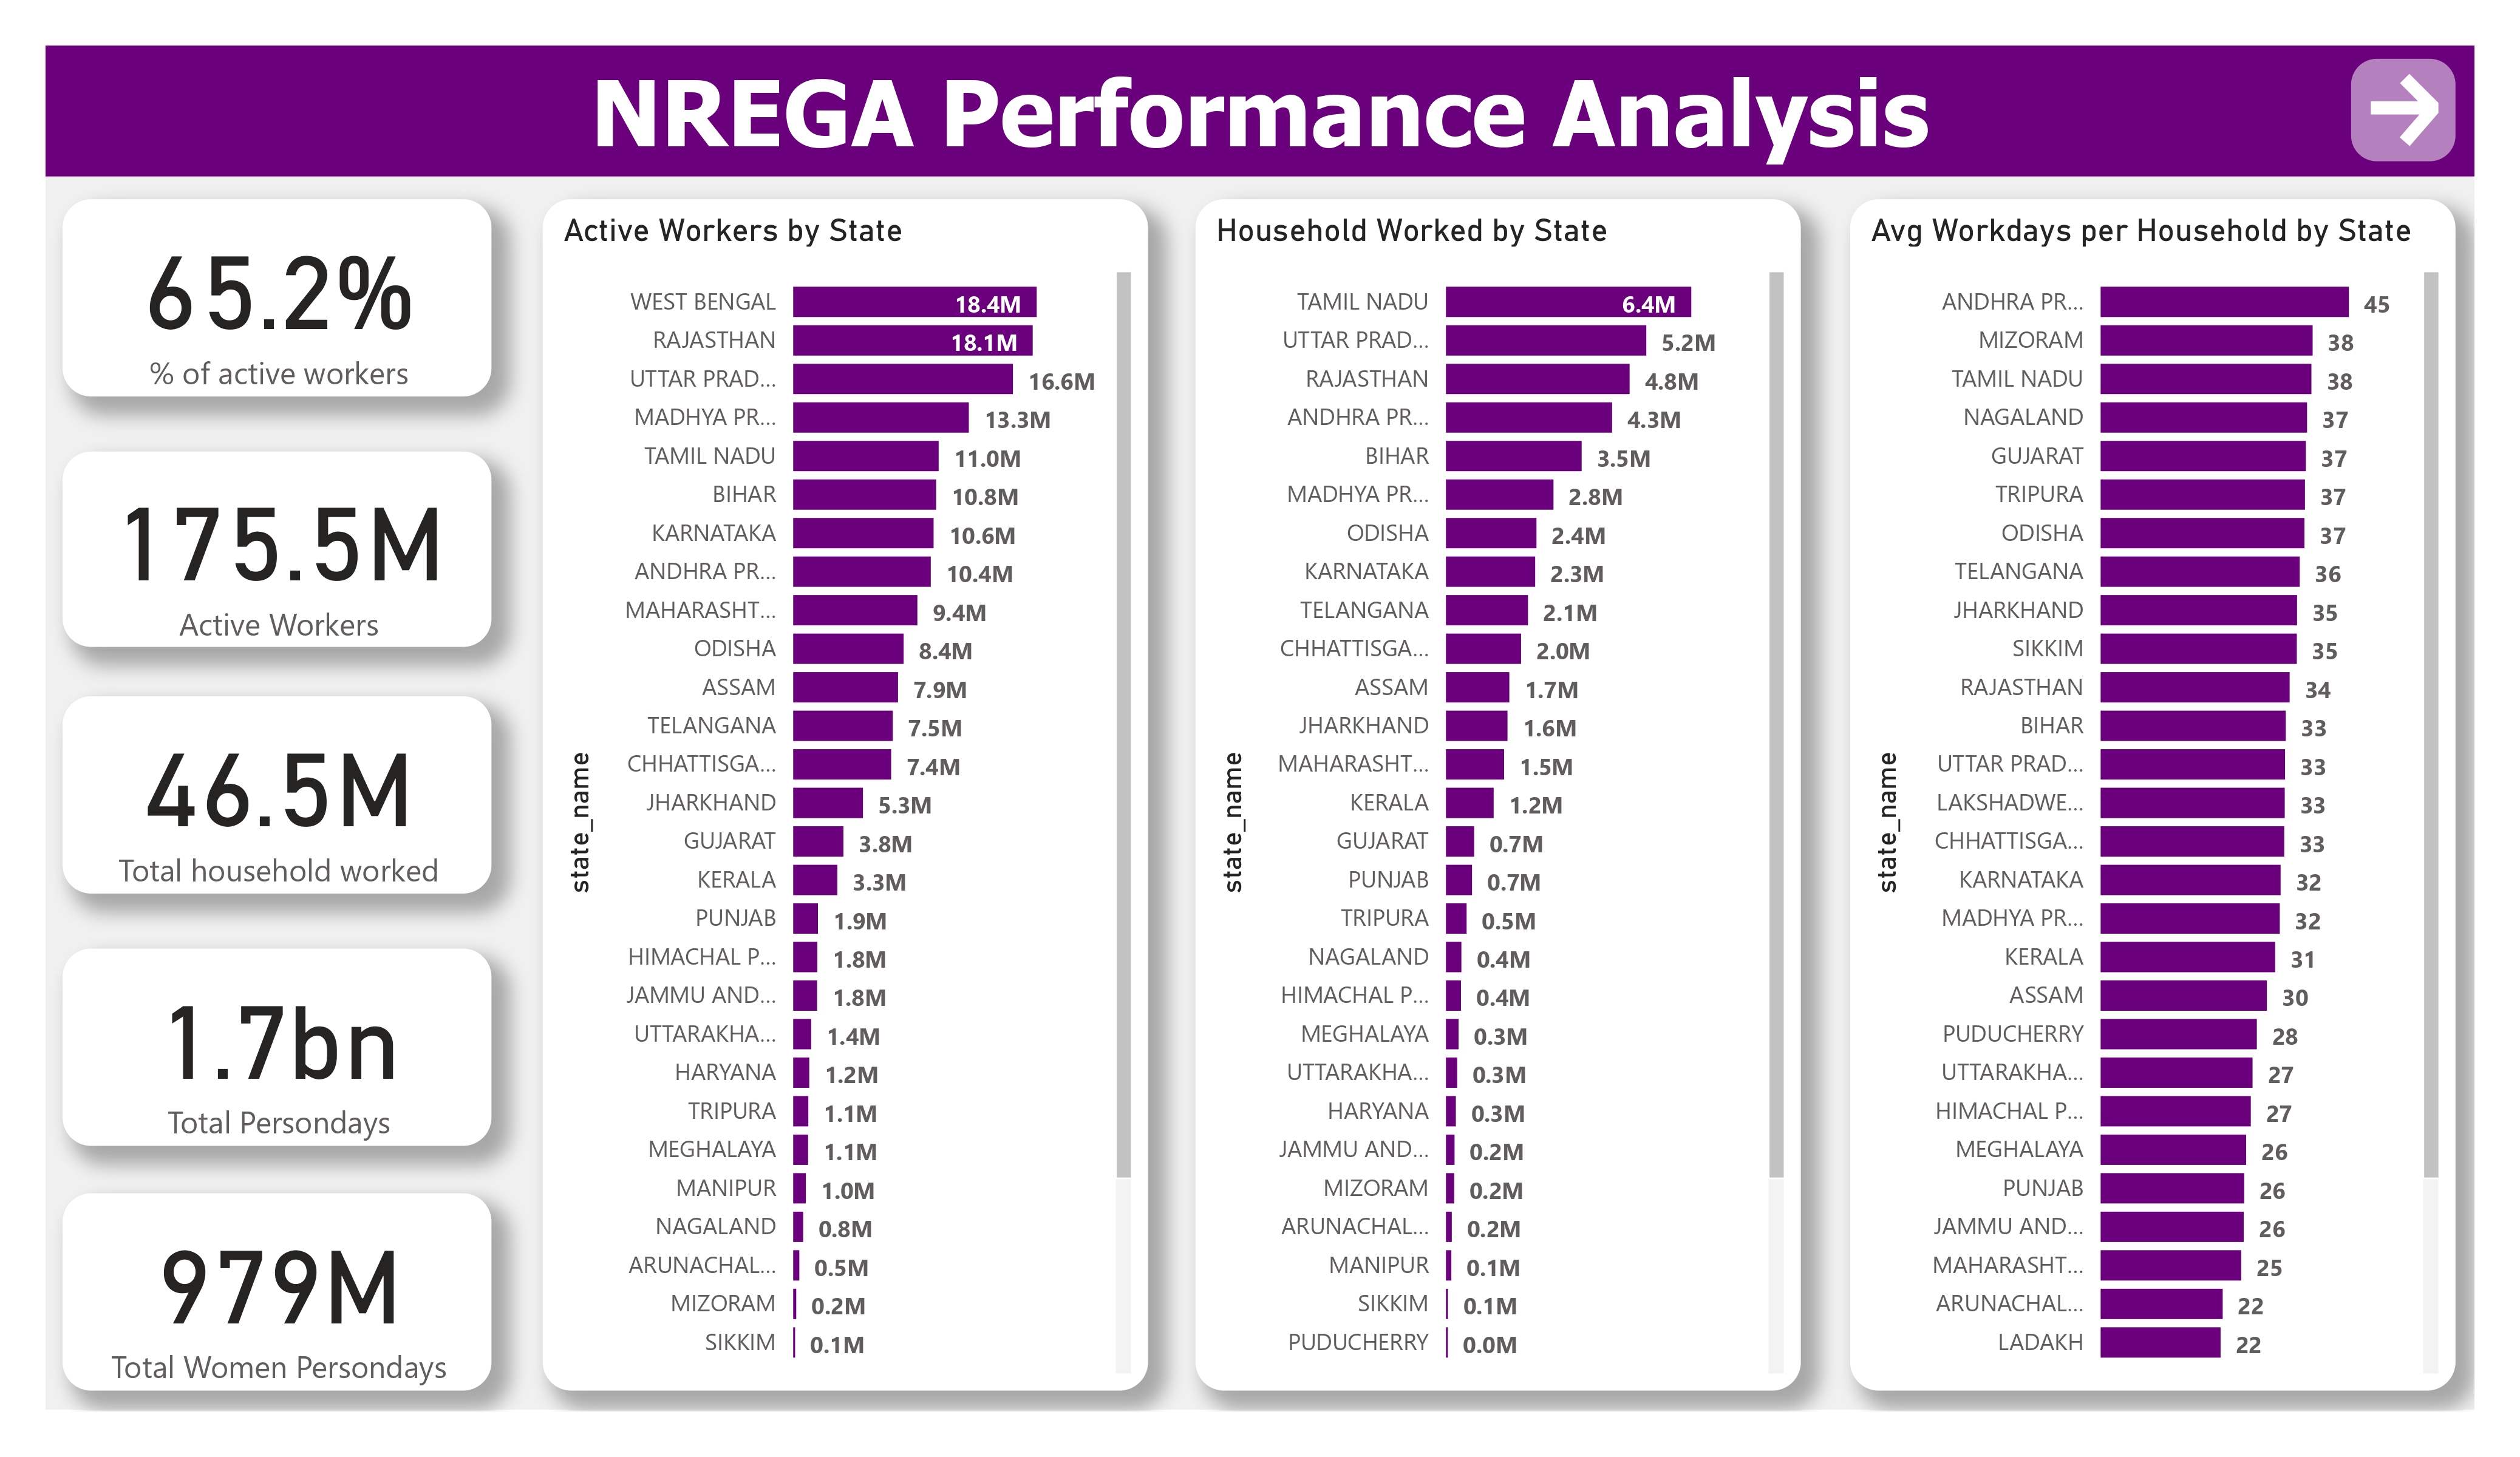 NREGA Performance Analysis
65.2%
% of active workers
175.5M
Active Workers
46.5M
Total household worked
1.7bn
Total Persondays
979M
Total Women Persondays
Active Workers by State
state_name
WEST BENGAL 18.4M
RAJASTHAN 18.1M
UTTAR PRAD... 16.6M
MADHYA PR... 13.3M
TAMIL NADU 11.0M
BIHAR 10.8M
KARNATAKA 10.6M
ANDHRA PR... 10.4M
MAHARASHT... 9.4M
ODISHA 8.4M
ASSAM 7.9M
TELANGANA 7.5M
CHHATTISGA... 7.4M
JHARKHAND 5.3M
GUJARAT 3.8M
KERALA 3.3M
PUNJAB 1.9M
HIMACHAL P... 1.8M
JAMMU AND... 1.8M
UTTARAKHA... 1.4M
HARYANA 1.2M
TRIPURA 1.1M
MEGHALAYA 1.1M
MANIPUR 1.0M
NAGALAND 0.8M
ARUNACHAL... 0.5M
MIZORAM 0.2M
SIKKIM 0.1M
Household Worked by State
state_name
TAMIL NADU 6.4M
UTTAR PRAD... 5.2M
RAJASTHAN 4.8M
ANDHRA PR... 4.3M
BIHAR 3.5M
MADHYA PR... 2.8M
ODISHA 2.4M
KARNATAKA 2.3M
TELANGANA 2.1M
CHHATTISGA... 2.0M
ASSAM 1.7M
JHARKHAND 1.6M
MAHARASHT... 1.5M
KERALA 1.2M
GUJARAT 0.7M
PUNJAB 0.7M
TRIPURA 0.5M
NAGALAND 0.4M
HIMACHAL P... 0.4M
MEGHALAYA 0.3M
UTTARAKHA... 0.3M
HARYANA 0.3M
JAMMU AND... 0.2M
MIZORAM 0.2M
ARUNACHAL... 0.2M
MANIPUR 0.1M
SIKKIM 0.1M
PUDUCHERRY 0.0M
Avg Workdays per Household by State
state_name
ANDHRA PR... 45
MIZORAM 38
TAMIL NADU 38
NAGALAND 37
GUJARAT 37
TRIPURA 37
ODISHA 37
TELANGANA 36
JHARKHAND 35
SIKKIM 35
RAJASTHAN 34
BIHAR 33
UTTAR PRAD... 33
LAKSHADWE... 33
CHHATTISGA... 33
KARNATAKA 32
MADHYA PR... 32
KERALA 31
ASSAM 30
PUDUCHERRY 28
UTTARAKHA... 27
HIMACHAL P... 27
MEGHALAYA 26
PUNJAB 26
JAMMU AND... 26
MAHARASHT... 25
ARUNACHAL... 22
LADAKH 22